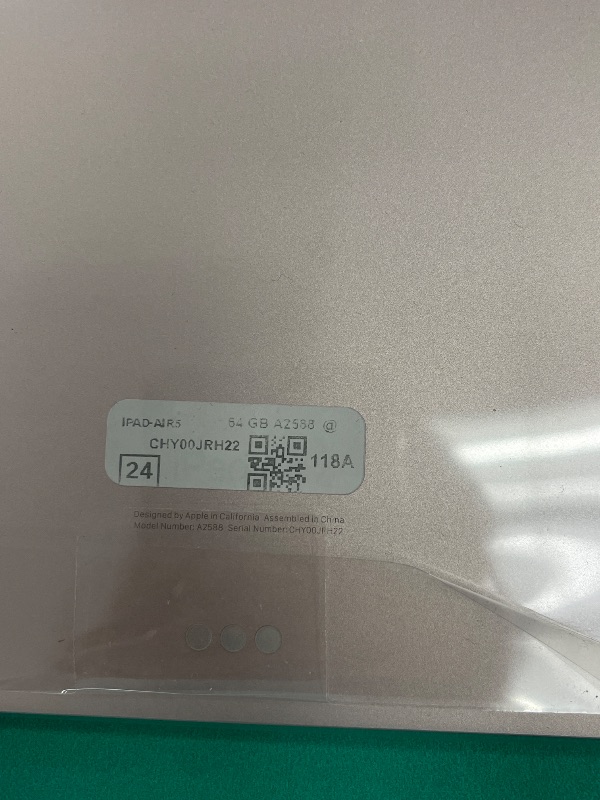 IPAD-AIR5 64 GB A2588 @
CHY00JRH22
24
118A
Designed by Apple in California Assembled in China
Model Number: A2588 Serial Number: CHY00JRH22